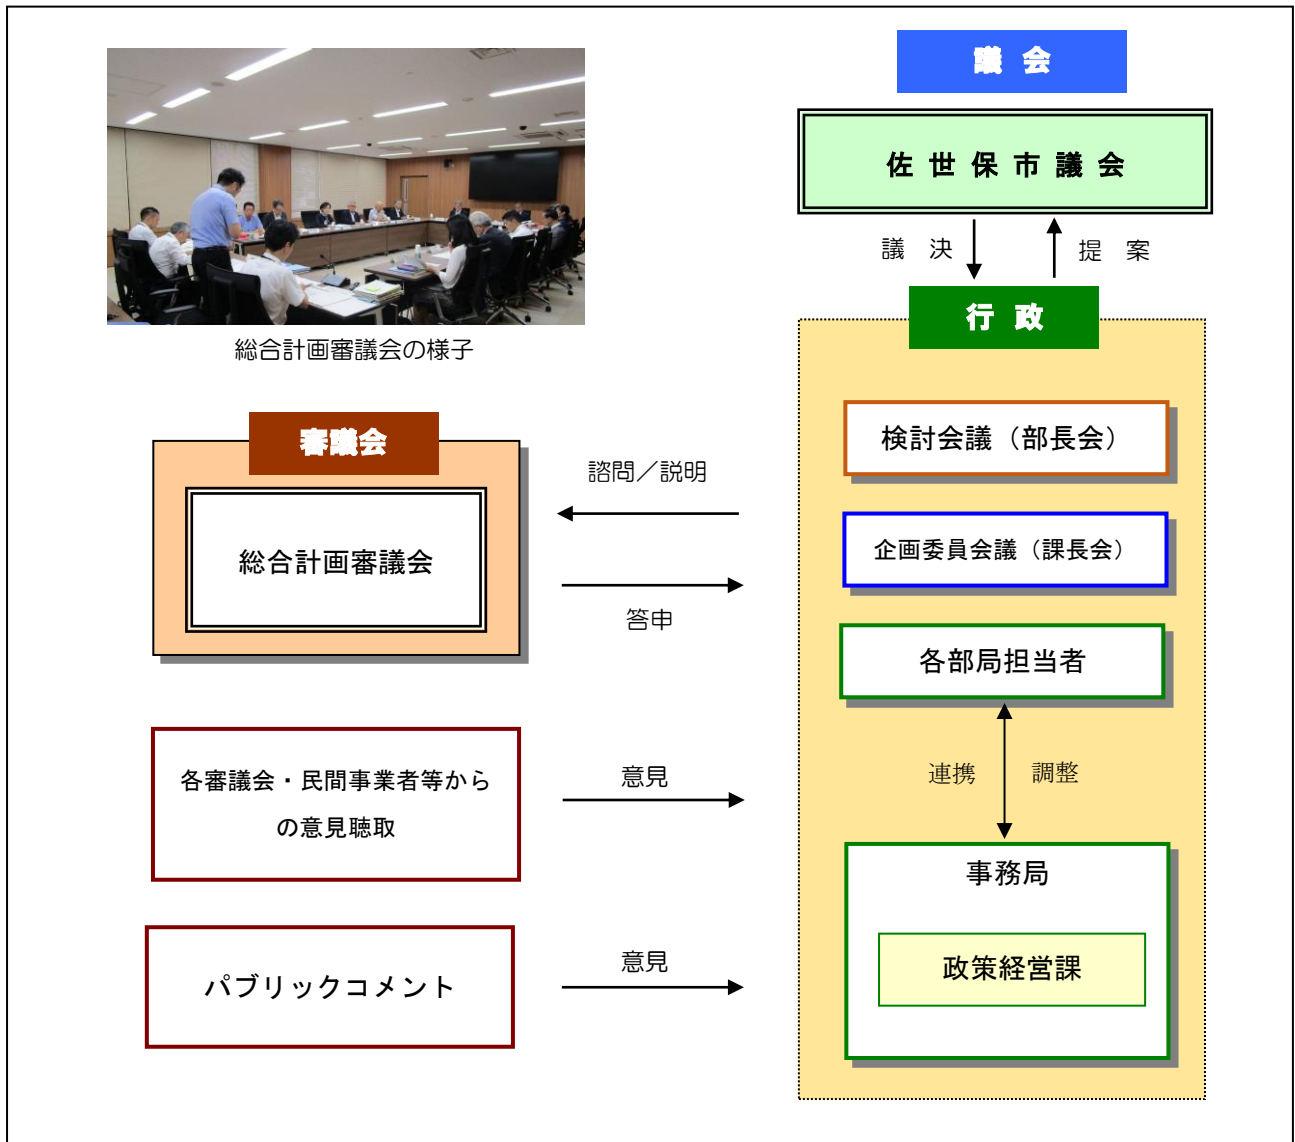 議 会
佐 世 保 市 議 会
議 決
提 案
総合計画審議会の様子
行 政
検討会議（部長会）
企画委員会議（課長会）
各部局担当者
連携
調整
事務局
政策経営課
審議会
総合計画審議会
諮問／説明
答申
各審議会・民間事業者等から
の意見聴取
意見
パブリックコメント
意見